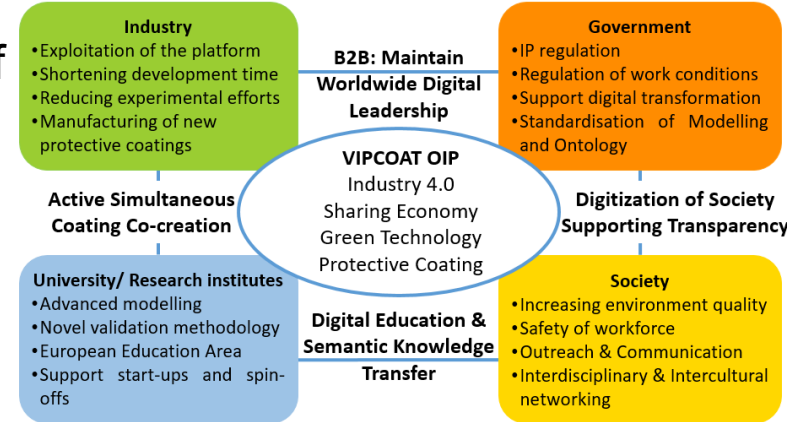 f
Industry
•Exploitation of the platform
•Shortening development time
•Reducing experimental efforts
•Manufacturing of new
protective coatings
B2B: Maintain
Worldwide Digital
Leadership
Government
•IP regulation
•Regulation of work conditions
•Support digital transformation
•Standardisation of Modelling
and Ontology
Active Simultaneous
Coating Co-creation
VIPCOAT OIP
Industry 4.0
Sharing Economy
Green Technology
Protective Coating
Digitization of Society
Supporting Transparency
University/ Research institutes
•Advanced modelling
•Novel validation methodology
•European Education Area
•Support start-ups and spin-
offs
Digital Education &
Semantic Knowledge
Transfer
Society
•Increasing environment quality
•Safety of workforce
•Outreach & Communication
•Interdisciplinary & Intercultural
networking